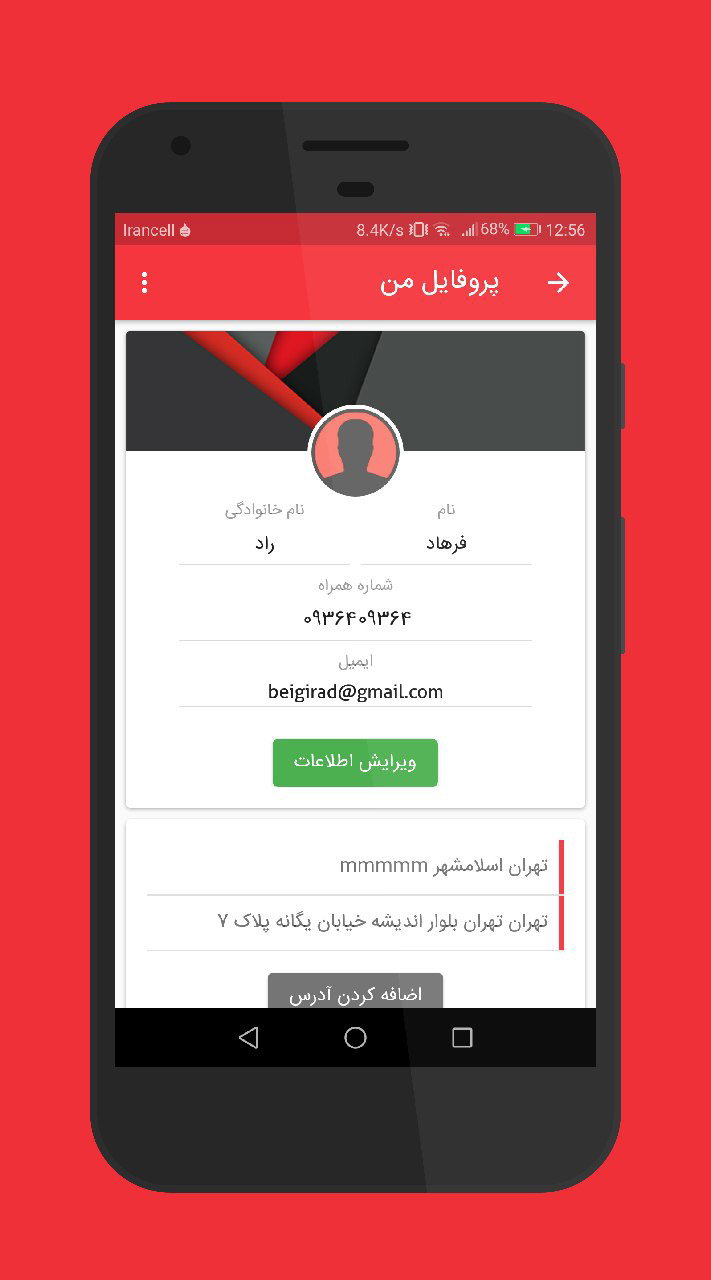 Irancell 8.4K/s 68% 12:56
پروفایل من
نام نام خانوادگی
فرهاد راد
شماره همراه
۰۹۳۶۴۰۹۳۶۴
ایمیل
beigirad@gmail.com
ویرایش اطلاعات
تهران اسلامشهر mmmmm
تهران تهران بلوار اندیشه خیابان یگانه پلاک ۷
اضافه کردن آدرس